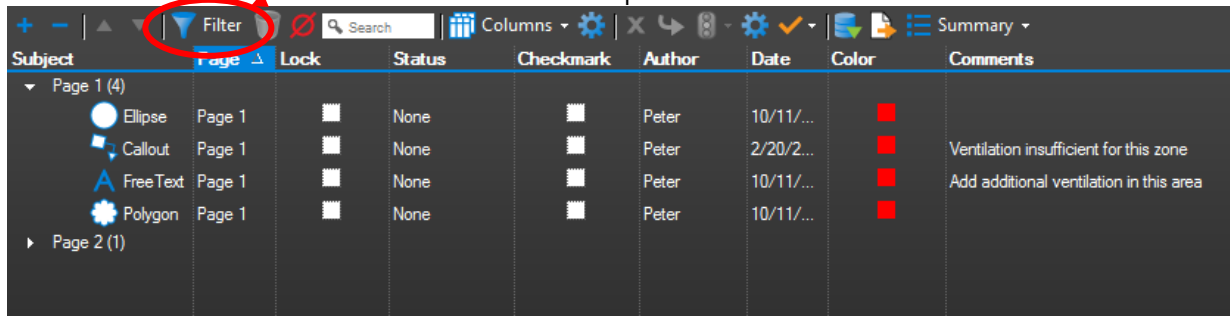 Filter Search Columns Summary
Subject Page Lock Status Checkmark Author Date Color Comments
Page 1 (4)
Ellipse Page 1 None Peter 10/11/...
Callout Page 1 None Peter 2/20/2... Ventilation insufficient for this zone
Free Text Page 1 None Peter 10/11/... Add additional ventilation in this area
Polygon Page 1 None Peter 10/11/...
Page 2 (1)